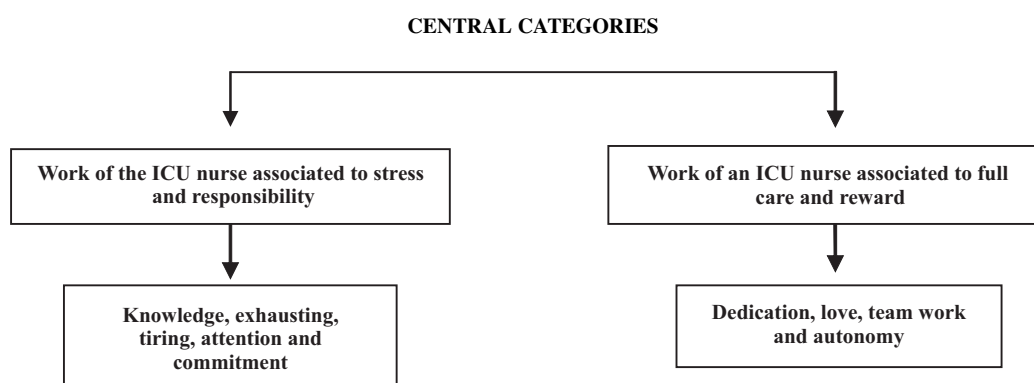 CENTRAL CATEGORIES
Work of the ICU nurse associated to stress
and responsibility
Work of an ICU nurse associated to full
care and reward
Knowledge, exhausting,
tiring, attention and
commitment
Dedication, love, team work
and autonomy